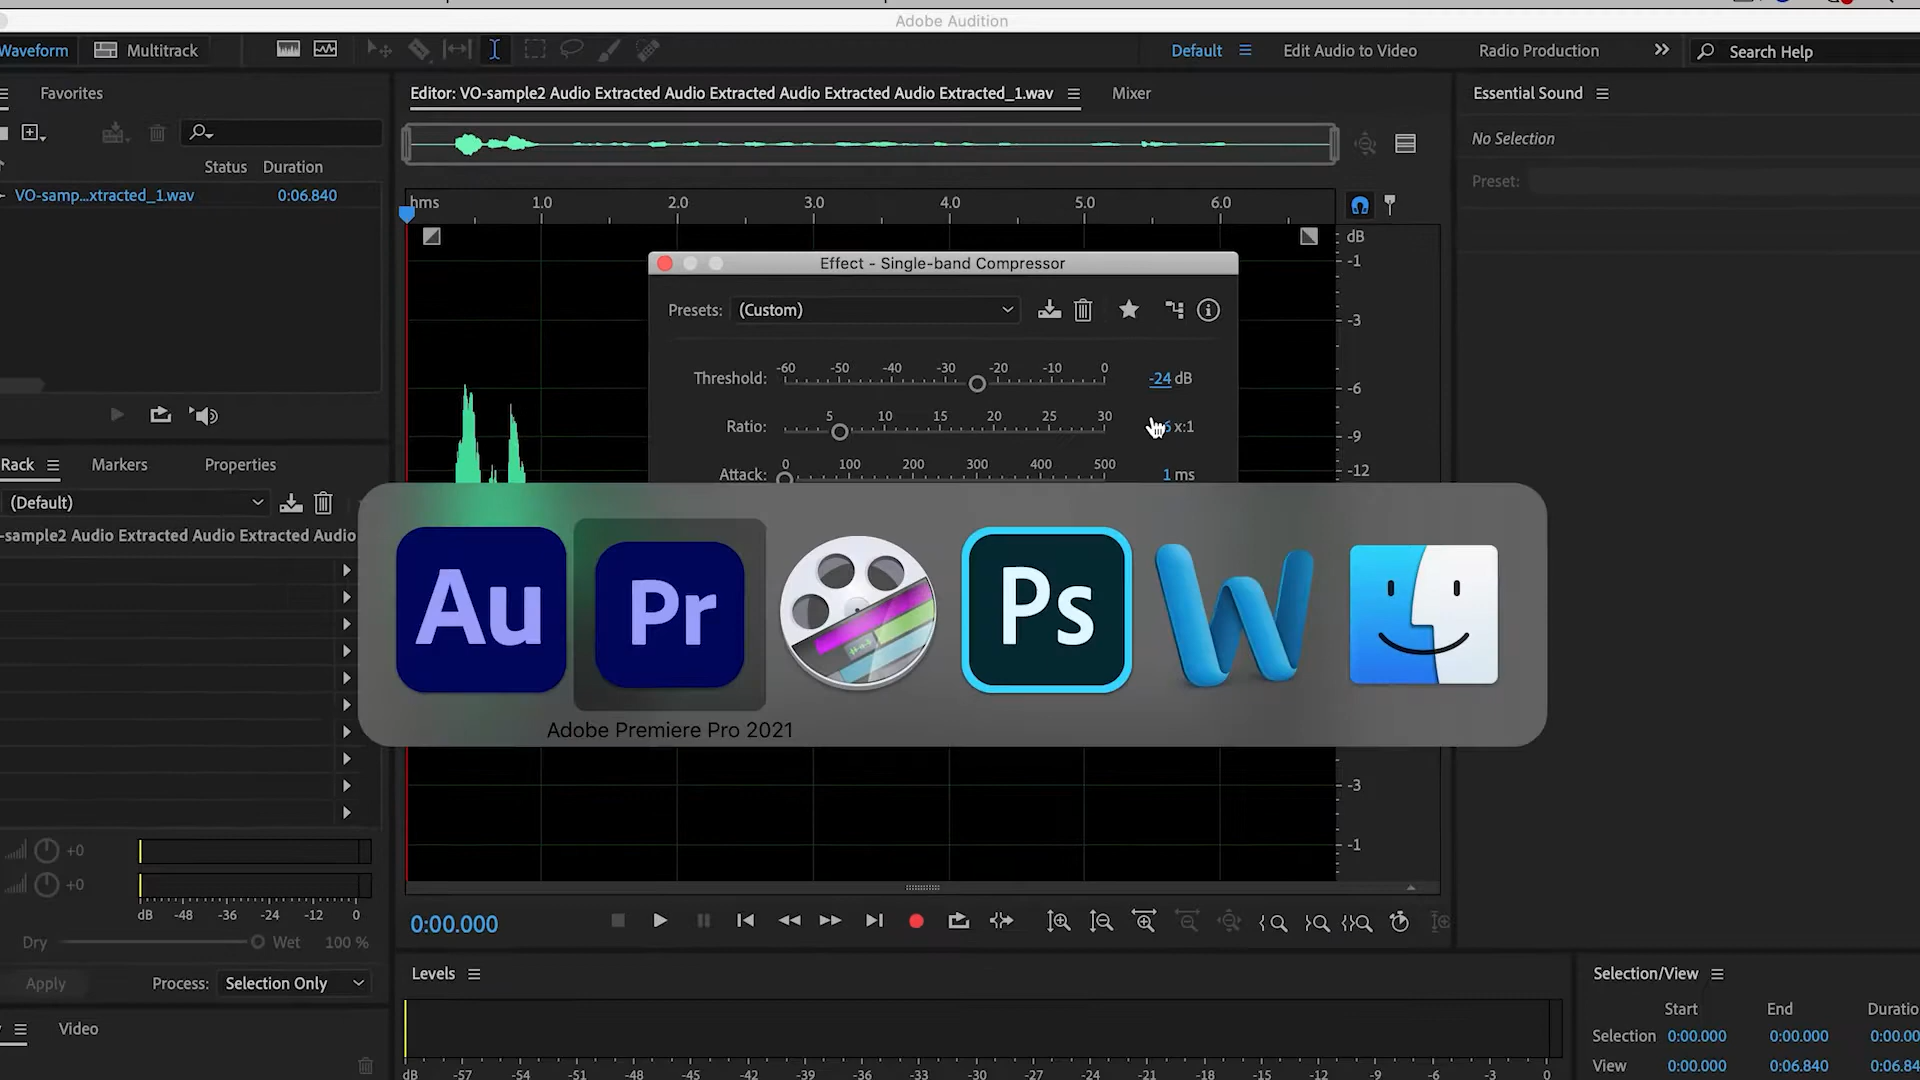 Adobe Audition
Waveform
Multitrack
Default
Edit Audio to Video
Radio Production
Search Help
Favorites
Editor: VO-sample2 Audio Extracted Audio Extracted Audio Extracted Audio Extracted_1.wav
Mixer
Essential Sound
No Selection
Preset:
Status Duration
VO-samp...xtracted_1.wav 0:06.840
hms 1.0 2.0 3.0 4.0 5.0 6.0
dB
-1
-3
-6
-9
-12
Effect - Single-band Compressor
Presets: (Custom)
Threshold: -60 -50 -40 -30 -20 -10 0 -24 dB
Ratio: 5 10 15 20 25 30 6 x:1
Attack: 0 100 200 300 400 500 1 ms
Rack
Markers
Properties
(Default)
-sample2 Audio Extracted Audio Extracted Audio
Au
Pr
Ps
W
Adobe Premiere Pro 2021
-3
-1
+0
+0
dB -48 -36 -24 -12 0
Dry Wet 100 %
Apply
Process: Selection Only
Video
0:00.000
Levels
dB -57 -54 -51 -48 -45 -42 -39 -36 -33 -30 -27 -24 -21 -18 -15 -12 -9 -6 -3 0
Selection/View
Start End Duratio
Selection 0:00.000 0:00.000 0:00.00
View 0:00.000 0:06.840 0:06.84